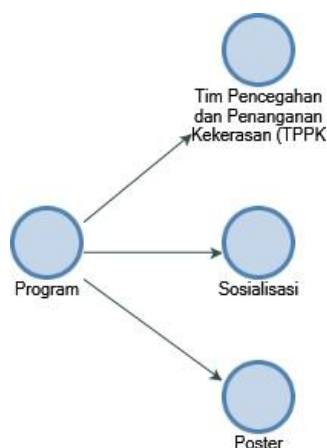 Tim Pencegahan
dan Penanganan
Kekerasan (TPPK
Program
Sosialisasi
Poster